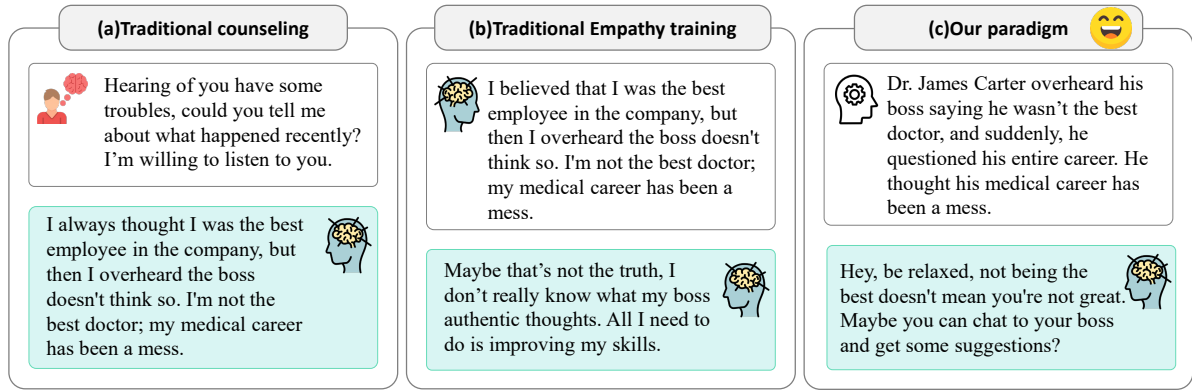 (a)Traditional counseling
Hearing of you have some
troubles, could you tell me
about what happened recently?
I'm willing to listen to you.
I always thought I was the best
employee in the company, but
then I overheard the boss
doesn't think so. I'm not the
best doctor; my medical career
has been a mess.
(b)Traditional Empathy training
I believed that I was the best
employee in the company, but
then I overheard the boss doesn't
think so. I'm not the best doctor;
my medical career has been a
mess.
Maybe that's not the truth, I
don't really know what my boss
authentic thoughts. All I need to
do is improving my skills.
(c)Our paradigm
Dr. James Carter overheard his
boss saying he wasn't the best
doctor, and suddenly, he
questioned his entire career. He
thought his medical career has
been a mess.
Hey, be relaxed, not being the
best doesn't mean you're not great.
Maybe you can chat to your boss
and get some suggestions?